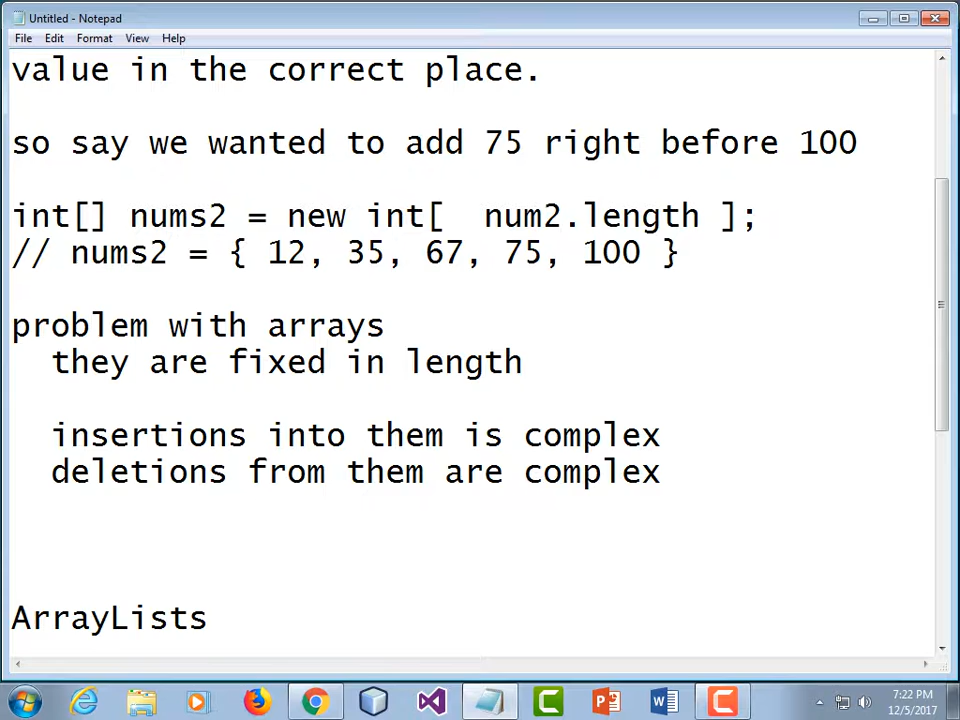 Untitled - Notepad
File Edit Format View Help
value in the correct place.
so say we wanted to add 75 right before 100
int[] nums2 = new int[  num2.length ];
// nums2 = { 12, 35, 67, 75, 100 }
problem with arrays
they are fixed in length
insertions into them is complex
deletions from them are complex
ArrayLists
7:22 PM
12/5/2017